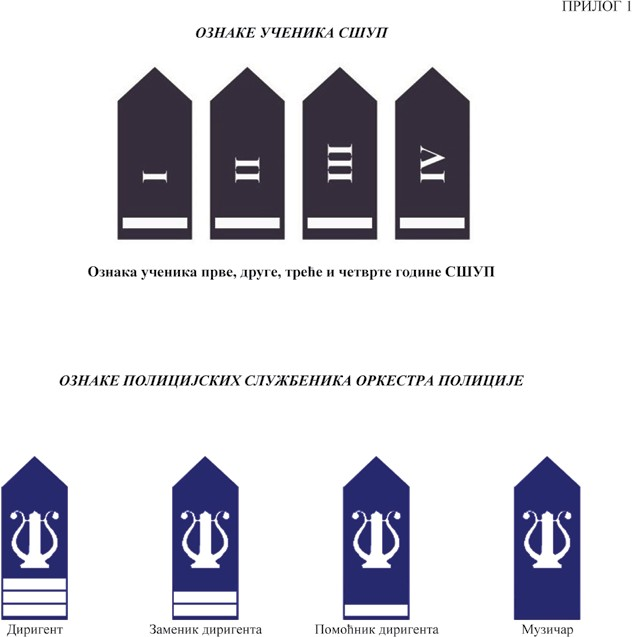 ПРИЛОГ 1
ОЗНАКЕ УЧЕНИКА СШУП
I II III IV
Ознака ученика прве, друге, треће и четврте године СШУП
ОЗНАКЕ ПОЛИЦИЈСКИХ СЛУЖБЕНИКА ОРКЕСТРА ПОЛИЦИЈЕ
Диригент Заменик диригента Помоћник диригента Музичар